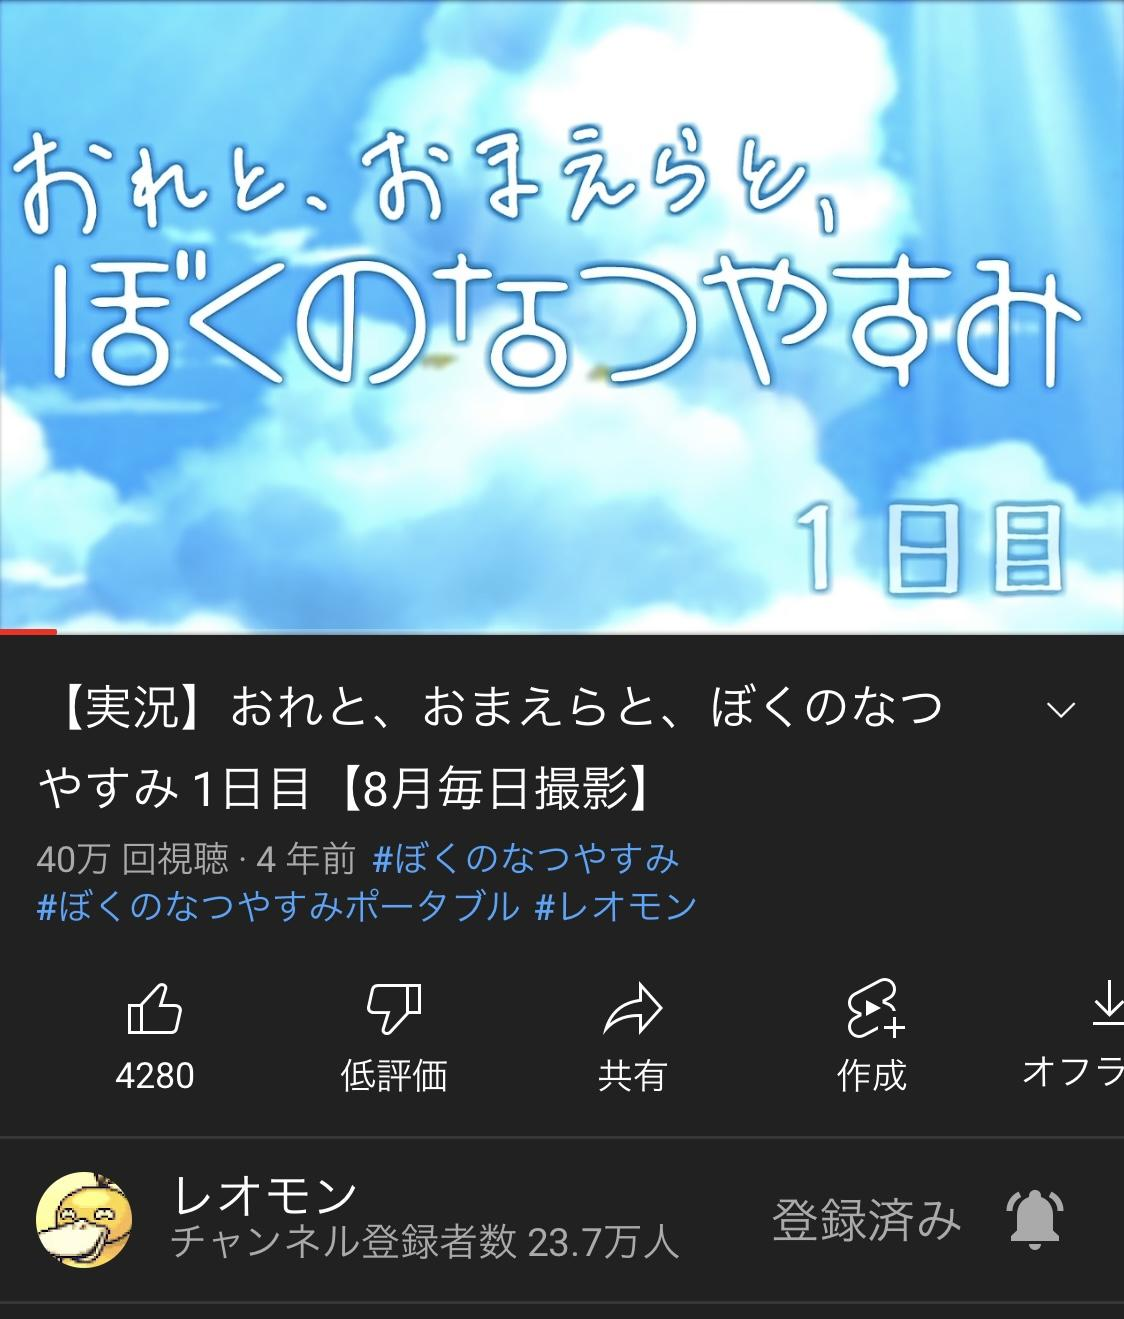 おれと、おまえらと、
ぼくのなつやすみ
1日目
【実況】おれと、おまえらと、ぼくのなつ
やすみ 1日目【8月毎日撮影】
40万 回視聴 · 4 年前 #ぼくのなつやすみ
#ぼくのなつやすみポータブル #レオモン
4280 低評価 共有 作成 オフラ
レオモン
チャンネル登録者数 23.7万人
登録済み